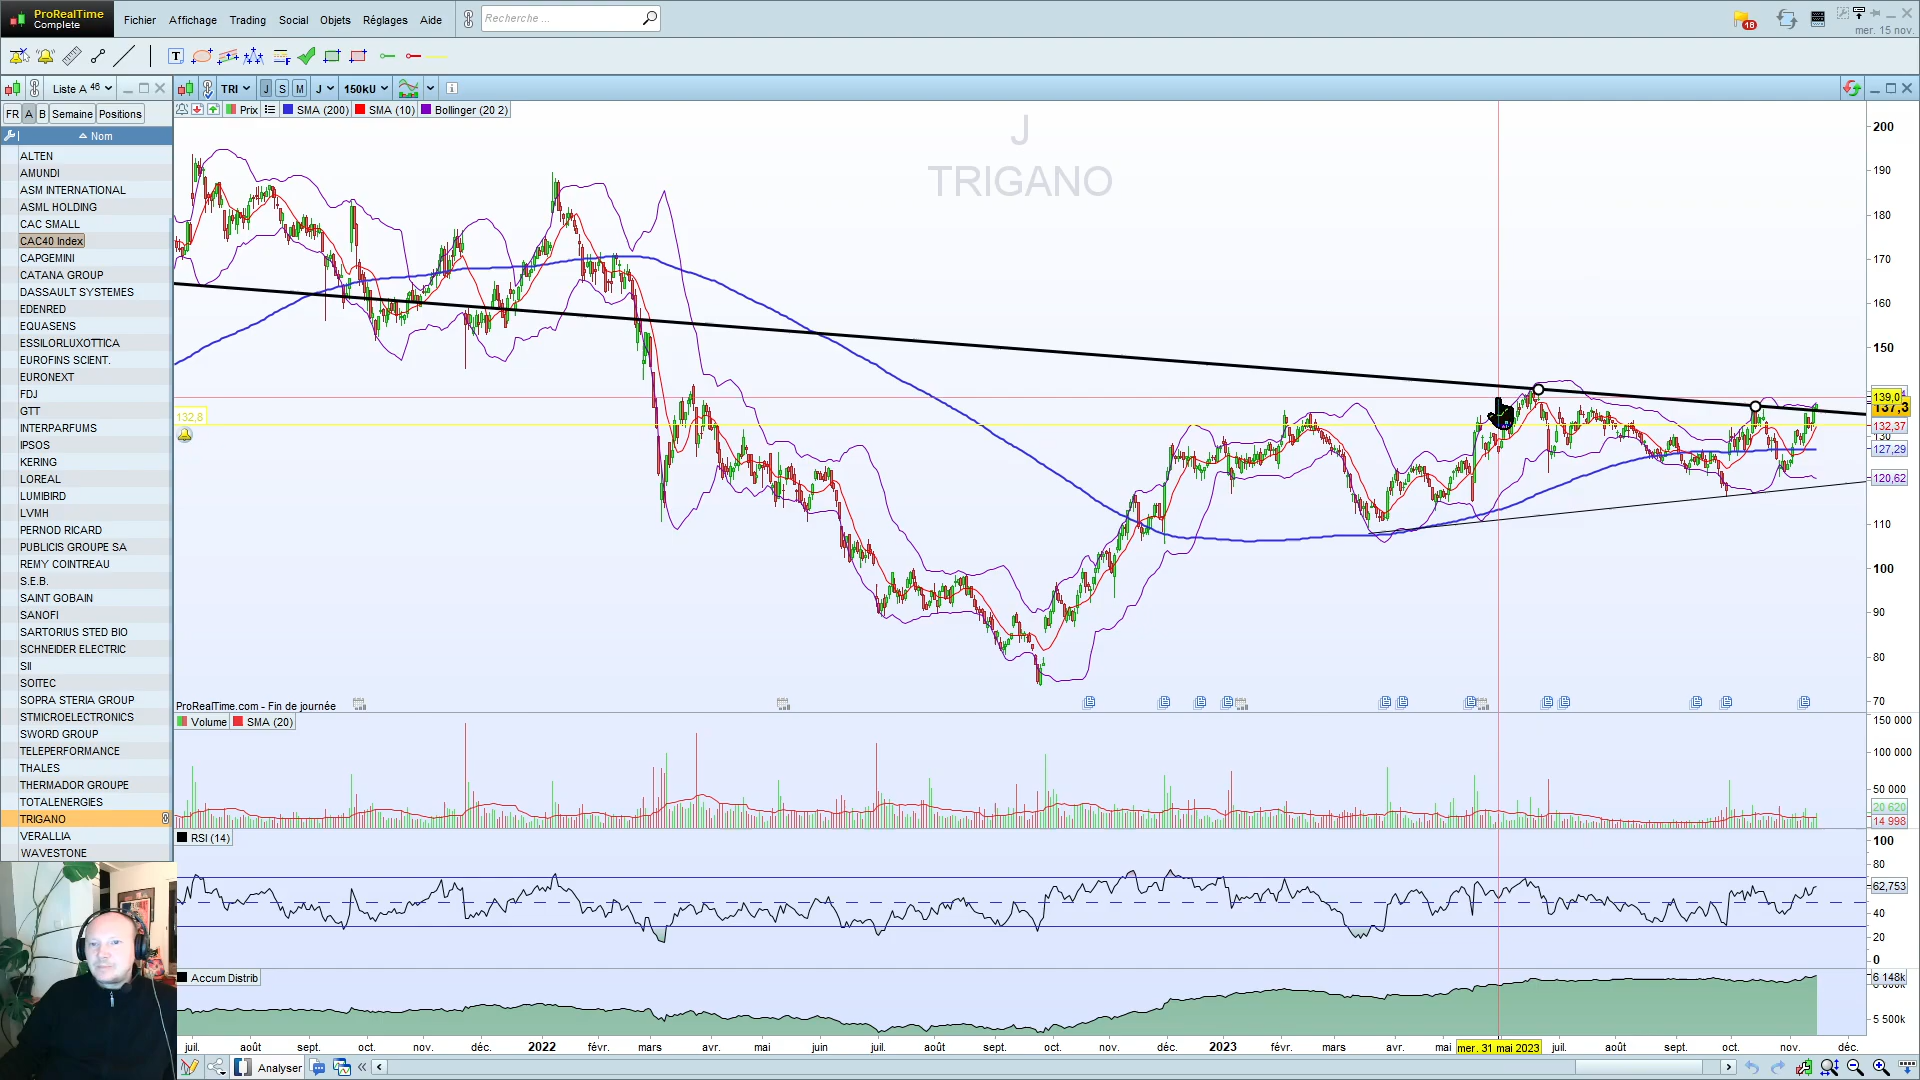 ProRealTime
Complete
Fichier Affichage Trading Social Objets Réglages Aide
Recherche ...
18
mer. 15 nov.
Liste A 46
TRI J S M J 150kU
FR A B Semaine Positions
Prix SMA (200) SMA (10) Bollinger (20 2)
Nom
ALTEN
AMUNDI
ASM INTERNATIONAL
ASML HOLDING
CAC SMALL
CAC40 Index
CAPGEMINI
CATANA GROUP
DASSAULT SYSTEMES
EDENRED
EQUASENS
ESSILORLUXOTTICA
EUROFINS SCIENT.
EURONEXT
FDJ
GTT
INTERPARFUMS
IPSOS
KERING
LOREAL
LUMIBIRD
LVMH
PERNOD RICARD
PUBLICIS GROUPE SA
REMY COINTREAU
S.E.B.
SAINT GOBAIN
SANOFI
SARTORIUS STED BIO
SCHNEIDER ELECTRIC
SII
SOITEC
SOPRA STERIA GROUP
STMICROELECTRONICS
SWORD GROUP
TELEPERFORMANCE
THALES
THERMADOR GROUPE
TOTALENERGIES
TRIGANO
VERALLIA
WAVESTONE
J
TRIGANO
132,8
200
190
180
170
160
150
139,0
137,3
132,37
130
127,29
120,62
110
100
90
80
70
ProRealTime.com - Fin de journée
Volume SMA (20)
150 000
100 000
50 000
20 620
14 998
RSI (14)
100
80
62,753
40
20
0
Accum Distrib
6 148k
5 500k
juil. août sept. oct. nov. déc. 2022 févr. mars avr. mai juin juil. août sept. oct. nov. déc. 2023 févr. mars avr. mai mer. 31 mai 2023 juil. août sept. oct. nov. déc.
Analyser